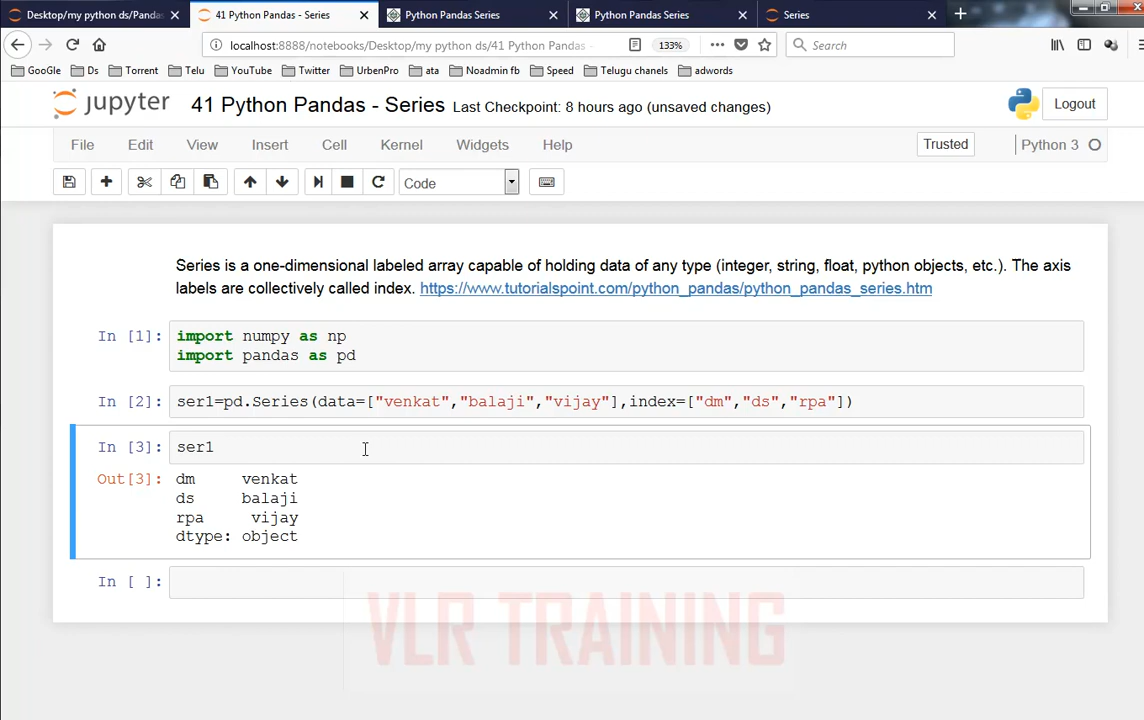 Desktop/my python ds/Panda
41 Python Pandas - Series
Python Pandas Series
Python Pandas Series
Series
localhost:8888/notebooks/Desktop/my python ds/41 Python Pandas -
133%
Search
GooGle
Ds
Torrent
Telu
YouTube
Twitter
UrbenPro
ata
Noadmin fb
Speed
Telugu chanels
adwords
jupyter
41 Python Pandas - Series
Last Checkpoint: 8 hours ago (unsaved changes)
Logout
File Edit View Insert Cell Kernel Widgets Help
Trusted
Python 3
Code
Series is a one-dimensional labeled array capable of holding data of any type (integer, string, float, python objects, etc.). The axis
labels are collectively called index. https://www.tutorialspoint.com/python_pandas/python_pandas_series.htm
In [1]: import numpy as np
import pandas as pd
In [2]: ser1=pd.Series(data=["venkat","balaji","vijay"],index=["dm","ds","rpa"])
In [3]: ser1
Out[3]: dm     venkat
ds     balaji
rpa     vijay
dtype: object
In [ ]:
VLR TRAINING